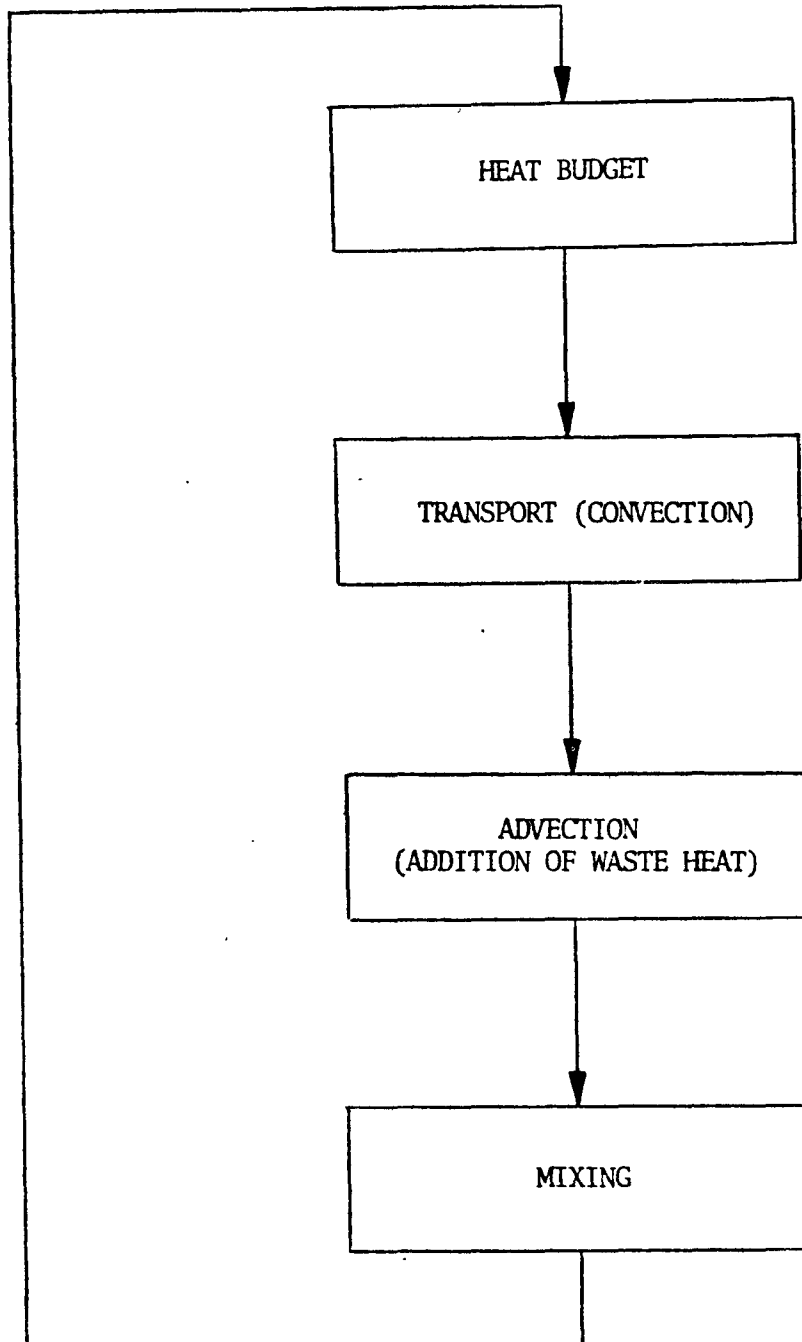 HEAT BUDGET
TRANSPORT (CONVECTION)
ADVECTION
(ADDITION OF WASTE HEAT)
MIXING